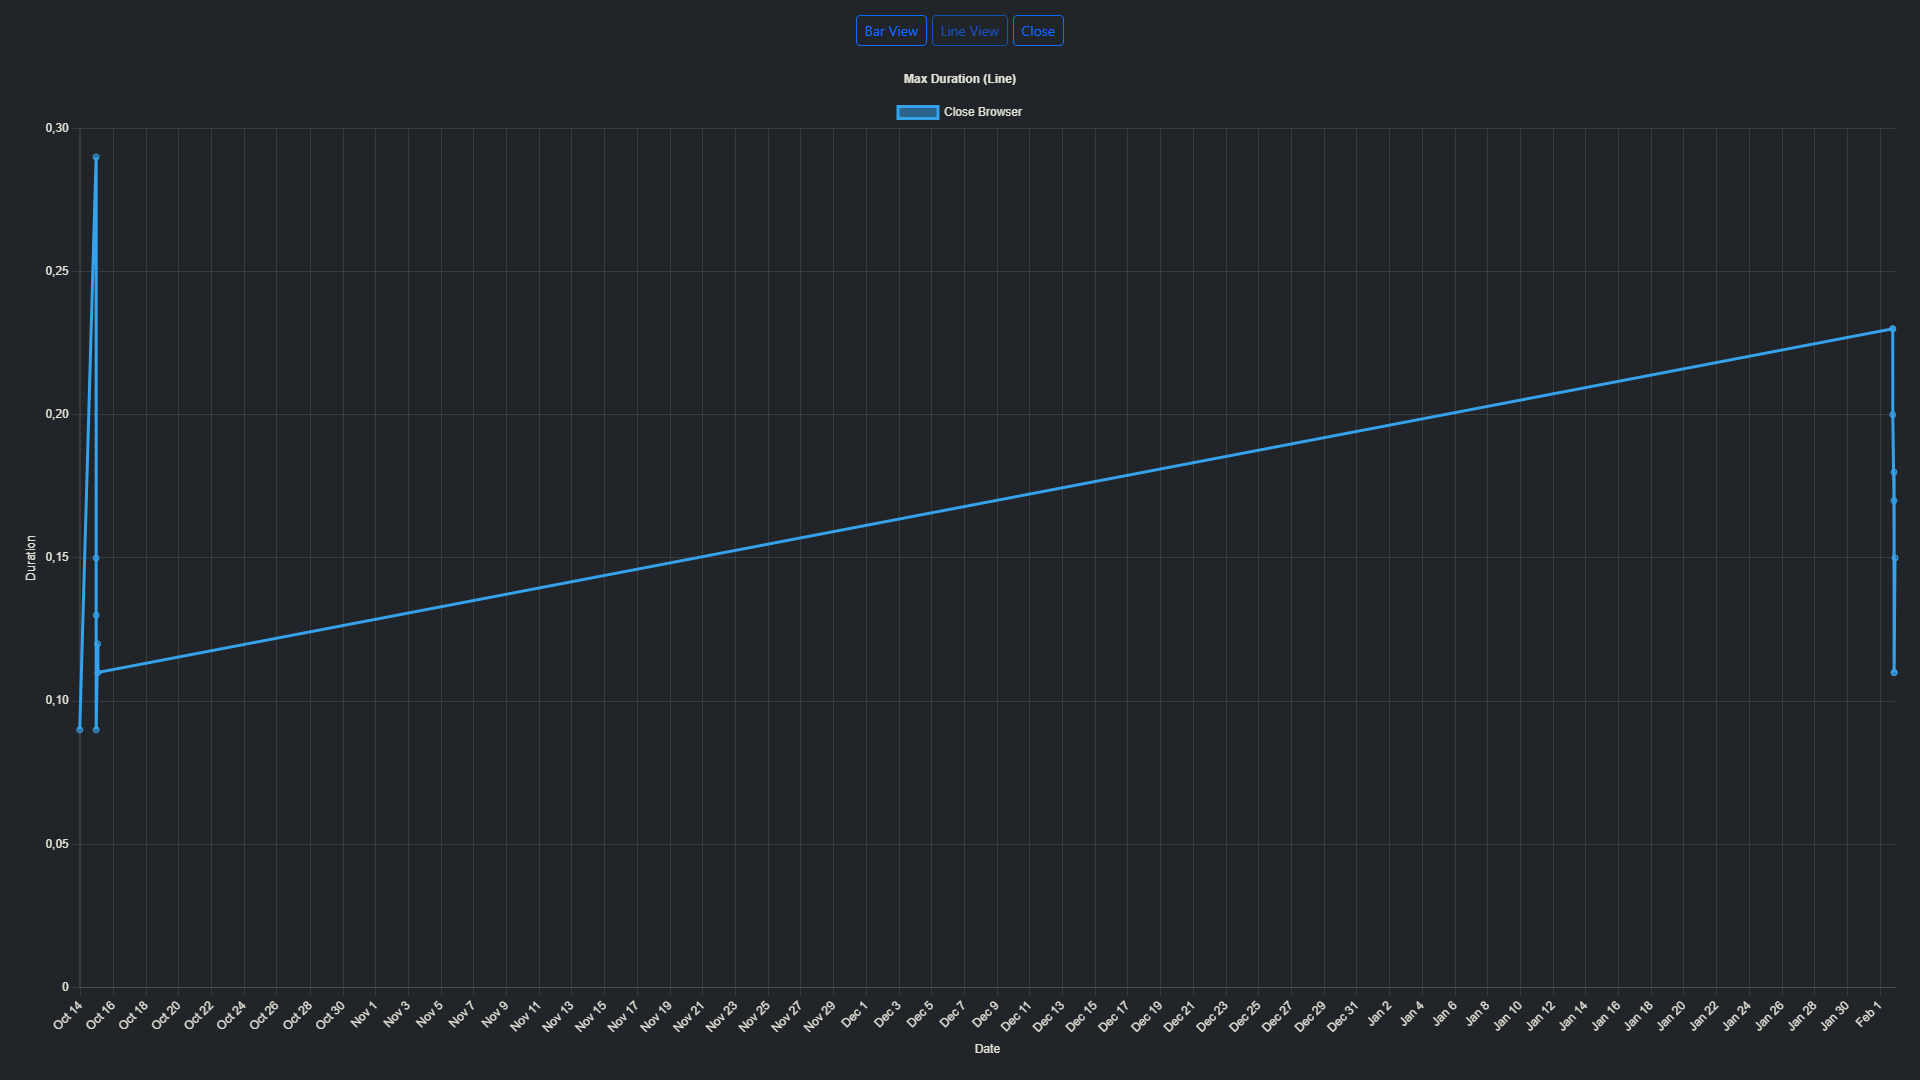 Bar View Line View Close
Max Duration (Line)
Close Browser
0,30
0,25
0,20
0,15
0,10
0,05
0
Duration
Oct 14 Oct 16 Oct 18 Oct 20 Oct 22 Oct 24 Oct 26 Oct 28 Oct 30 Nov 1 Nov 3 Nov 5 Nov 7 Nov 9 Nov 11 Nov 13 Nov 15 Nov 17 Nov 19 Nov 21 Nov 23 Nov 25 Nov 27 Nov 29 Dec 1 Dec 3 Dec 5 Dec 7 Dec 9 Dec 11 Dec 13 Dec 15 Dec 17 Dec 19 Dec 21 Dec 23 Dec 25 Dec 27 Dec 29 Dec 31 Jan 2 Jan 4 Jan 6 Jan 8 Jan 10 Jan 12 Jan 14 Jan 16 Jan 18 Jan 20 Jan 22 Jan 24 Jan 26 Jan 28 Jan 30 Feb 1
Date